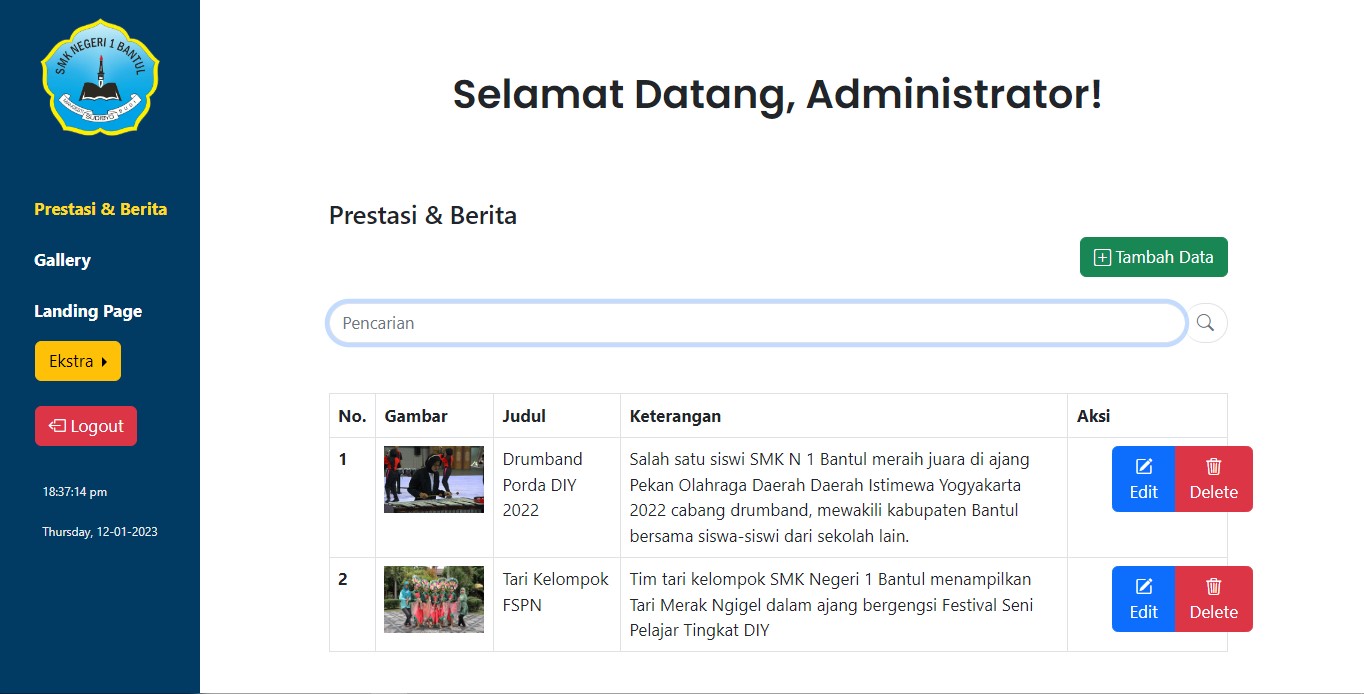 SMK NEGERI 1 BANTUL
SUDHIRO
Selamat Datang, Administrator!
Prestasi & Berita
Gallery
Landing Page
Ekstra
Logout
18:37:14 pm
Thursday, 12-01-2023
Prestasi & Berita
Tambah Data
Pencarian
No. Gambar Judul Keterangan Aksi
1 Drumband Salah satu siswi SMK N 1 Bantul meraih juara di ajang
Porda DIY Pekan Olahraga Daerah Daerah Istimewa Yogyakarta
2022 2022 cabang drumband, mewakili kabupaten Bantul
bersama siswa-siswi dari sekolah lain.
Edit Delete
2 Tari Kelompok Tim tari kelompok SMK Negeri 1 Bantul menampilkan
FSPN Tari Merak Ngigel dalam ajang bergengsi Festival Seni
Pelajar Tingkat DIY
Edit Delete